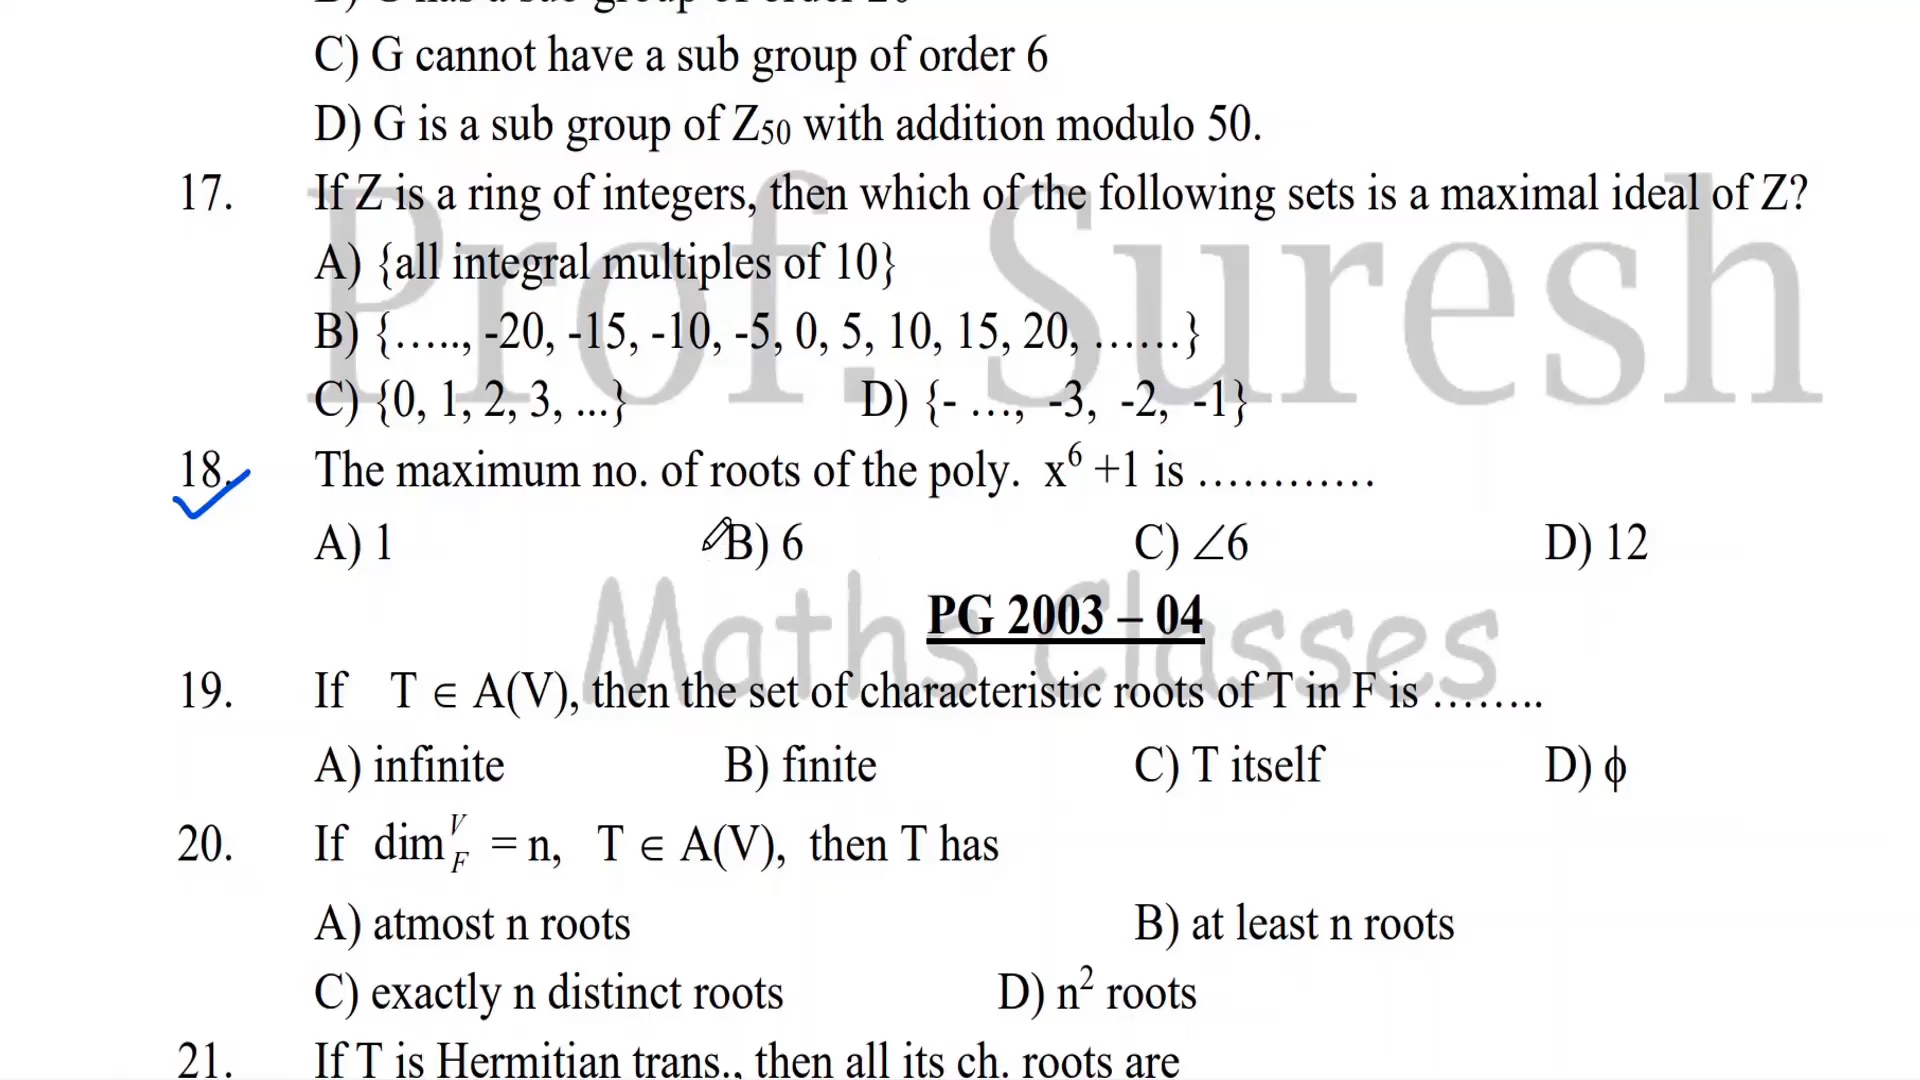 B) G has a sub group of order 20
C) G cannot have a sub group of order 6
D) G is a sub group of Z₅₀ with addition modulo 50.
17. If Z is a ring of integers, then which of the following sets is a maximal ideal of Z?
A) {all integral multiples of 10}
B) {….., -20, -15, -10, -5, 0, 5, 10, 15, 20, ……}
C) {0, 1, 2, 3, ...} D) {- …, -3, -2, -1}
Prof. Suresh
18. The maximum no. of roots of the poly. x⁶ +1 is …………
A) 1 B) 6 C) ∠6 D) 12
PG 2003 – 04
Maths Classes
19. If T ∈ A(V), then the set of characteristic roots of T in F is ……..
A) infinite B) finite C) T itself D) ϕ
20. If dim V F = n, T ∈ A(V), then T has
A) atmost n roots B) at least n roots
C) exactly n distinct roots D) n² roots
21. If T is Hermitian trans., then all its ch. roots are